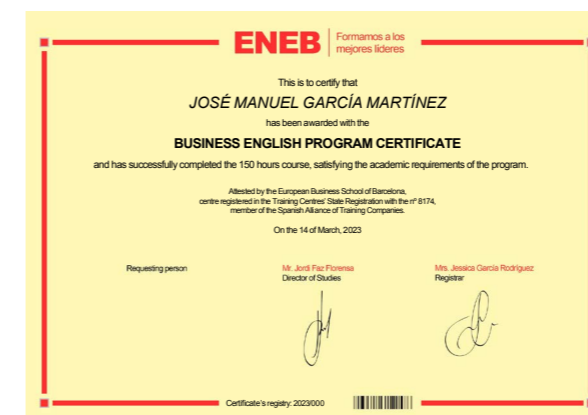 ENEB
Formamos a los
mejores líderes
This is to certify that
JOSÉ MANUEL GARCÍA MARTÍNEZ
has been awarded with the
BUSINESS ENGLISH PROGRAM CERTIFICATE
and has successfully completed the 150 hours course, satisfying the academic requirements of the program.
Attested by the European Business School of Barcelona,
centre registered in the Training Centres' State Registration with the nº 8174,
member of the Spanish Alliance of Training Companies.
On the 14 of March, 2023
Requesting person
Mr. Jordi Faz Florensa
Director of Studies
Mrs. Jessica García Rodríguez
Registrar
Certificate's registry: 2023/000